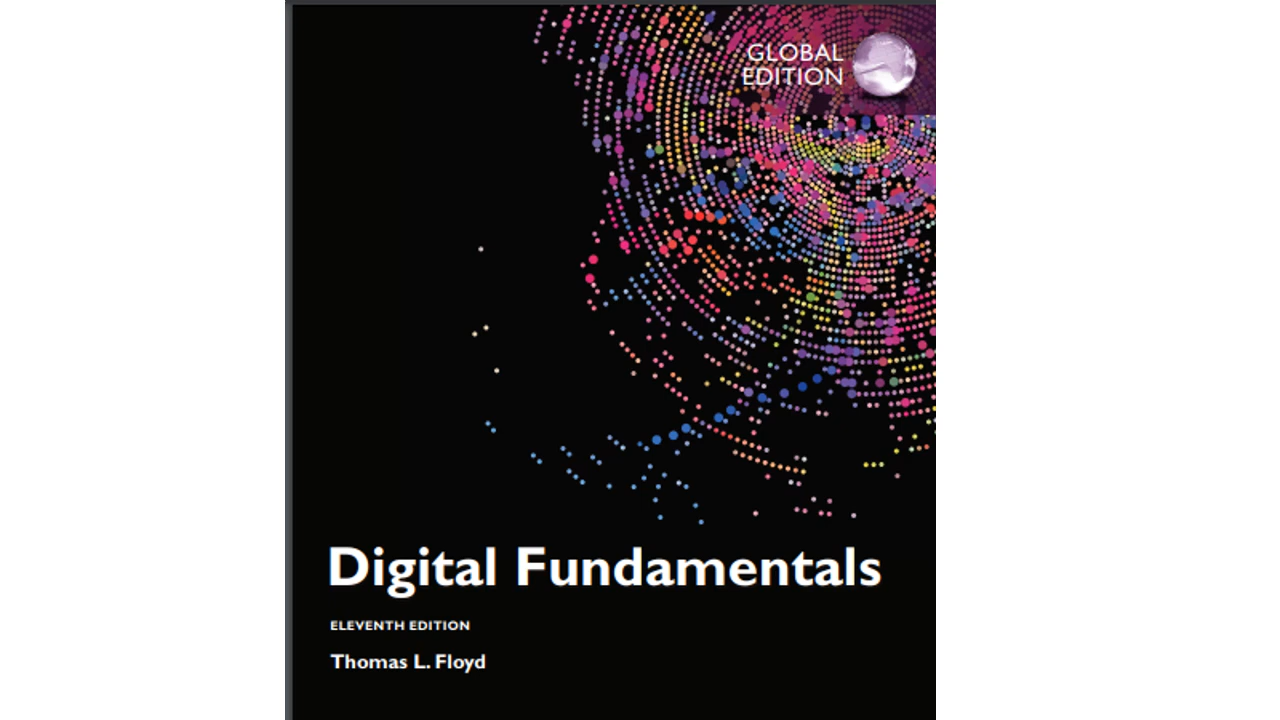 GLOBAL
EDITION
Digital Fundamentals
ELEVENTH EDITION
Thomas L. Floyd